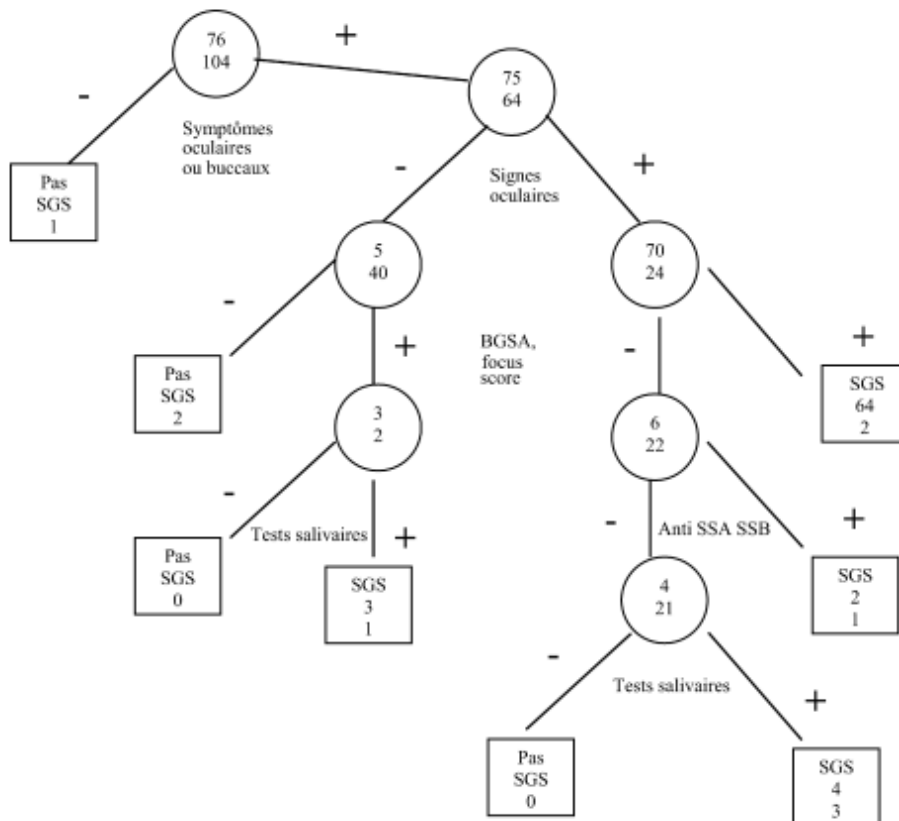 76
104
+
75
64
-
Symptômes
oculaires
ou buccaux
Pas
SGS
1
-
Signes
oculaires
+
5
40
70
24
-
+
BGSA,
focus
score
-
+
Pas
SGS
2
3
2
6
22
SGS
64
2
-
Tests salivaires
+
-
Anti SSA SSB
+
Pas
SGS
0
SGS
3
1
4
21
SGS
2
1
-
Tests salivaires
+
Pas
SGS
0
SGS
4
3